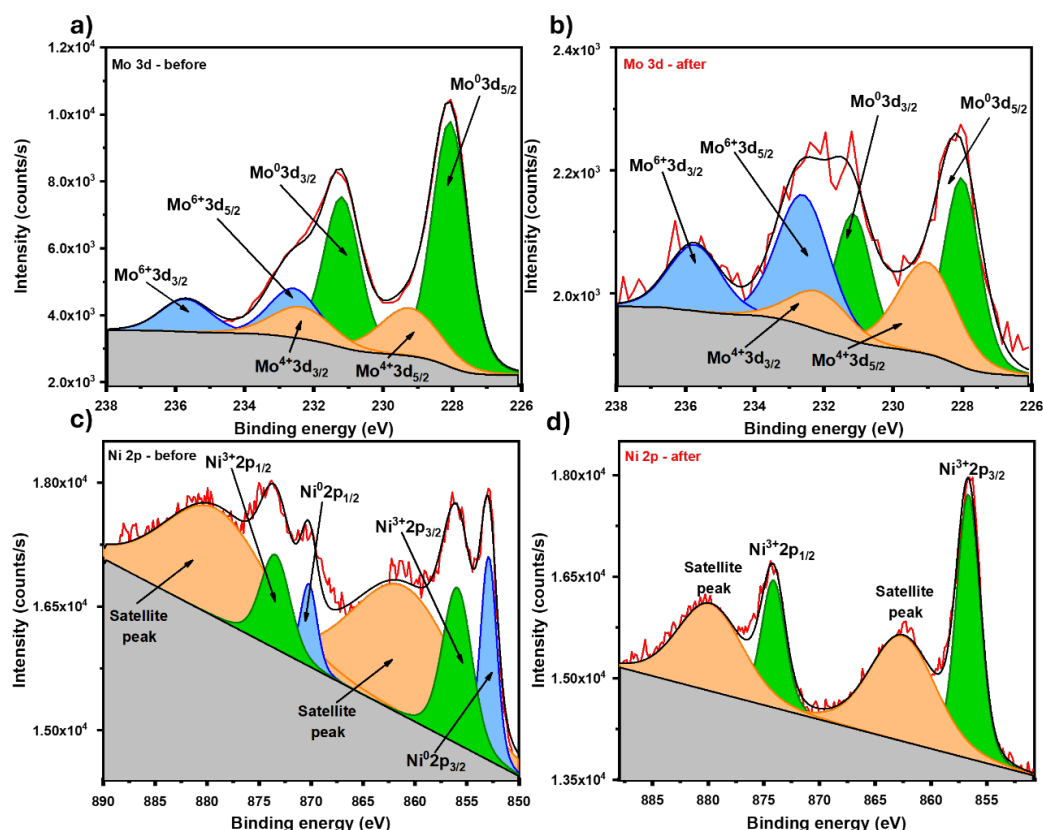 a)
Mo 3d - before
Mo⁰3d₅/₂
Mo⁰3d₃/₂
Mo⁶⁺3d₅/₂
Mo⁶⁺3d₃/₂
Mo⁴⁺3d₃/₂
Mo⁴⁺3d₅/₂
Intensity (counts/s)
1.2x10⁴
1.0x10⁴
8.0x10³
6.0x10³
4.0x10³
2.0x10³
238 236 234 232 230 228 226
Binding energy (eV)
b)
Mo 3d - after
Mo⁰3d₃/₂
Mo⁰3d₅/₂
Mo⁶⁺3d₅/₂
Mo⁶⁺3d₃/₂
Mo⁴⁺3d₃/₂
Mo⁴⁺3d₅/₂
Intensity (counts/s)
2.4x10³
2.2x10³
2.0x10³
238 236 234 232 230 228 226
Binding energy (eV)
c)
Ni 2p - before
Ni³⁺2p₁/₂
Ni⁰2p₁/₂
Ni³⁺2p₃/₂
Satellite
peak
Satellite
peak
Ni⁰2p₃/₂
Intensity (counts/s)
1.80x10⁴
1.65x10⁴
1.50x10⁴
890 880 870 860 850
Binding energy (eV)
d)
Ni 2p - after
Ni³⁺2p₃/₂
Ni³⁺2p₁/₂
Satellite
peak
Satellite
peak
Intensity (counts/s)
1.80x10⁴
1.65x10⁴
1.50x10⁴
1.35x10⁴
885 880 875 870 865 860 855
Binding energy (eV)